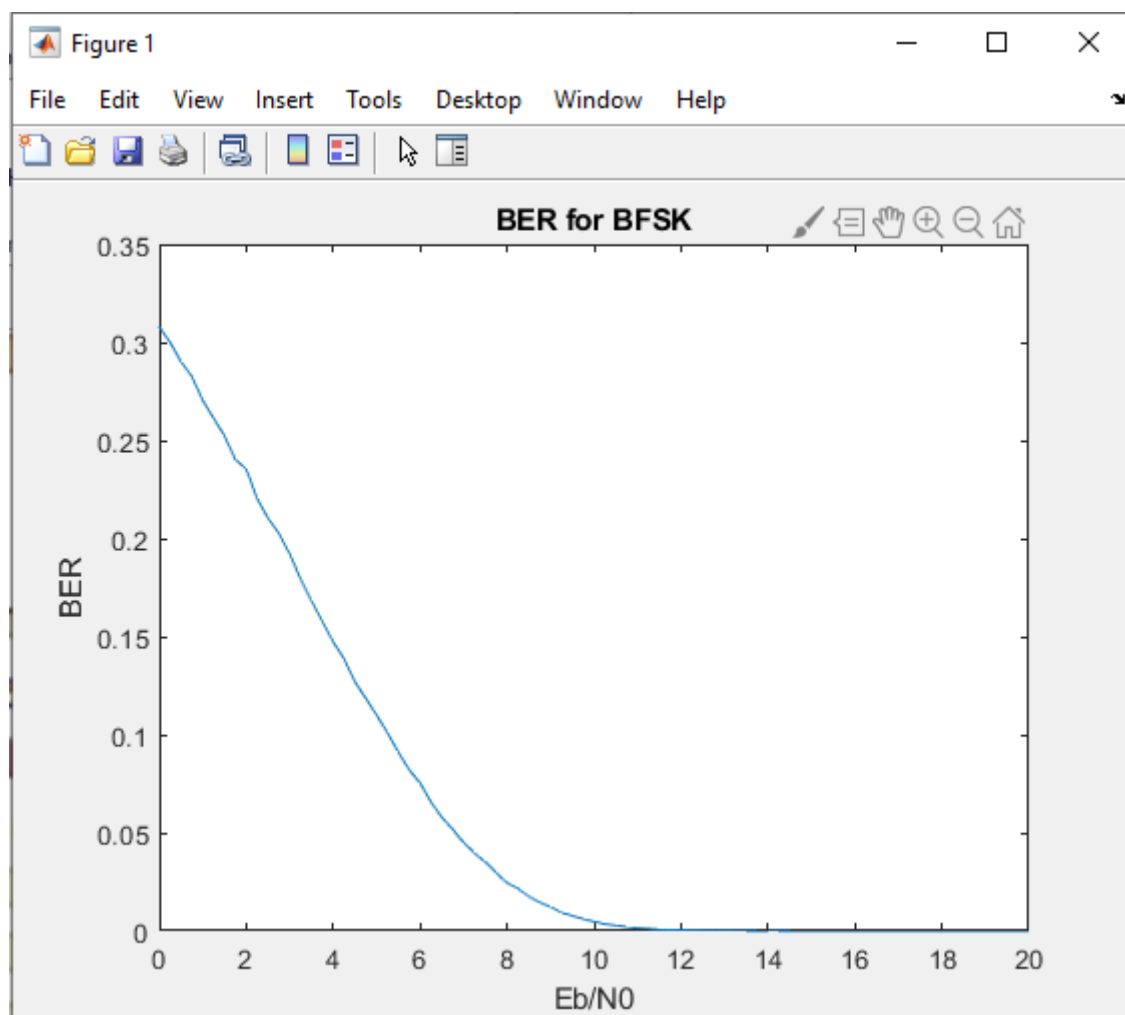 Figure 1
File Edit View Insert Tools Desktop Window Help
BER for BFSK
0.35
0.3
0.25
0.2
0.15
0.1
0.05
0
BER
0 2 4 6 8 10 12 14 16 18 20
Eb/N0